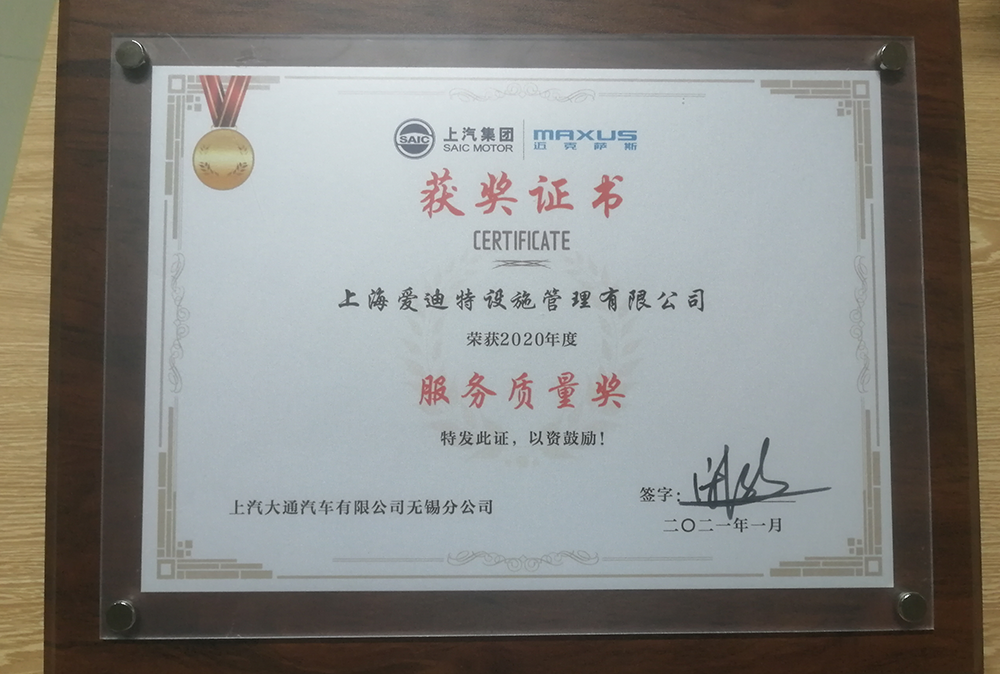 SAIC 上汽集团 MAXUS
SAIC MOTOR 迈克萨斯
获奖证书
CERTIFICATE
上海爱迪特设施管理有限公司
荣获2020年度
服务质量奖
特发此证，以资鼓励！
签字：
上汽大通汽车有限公司无锡分公司
二〇二一年一月